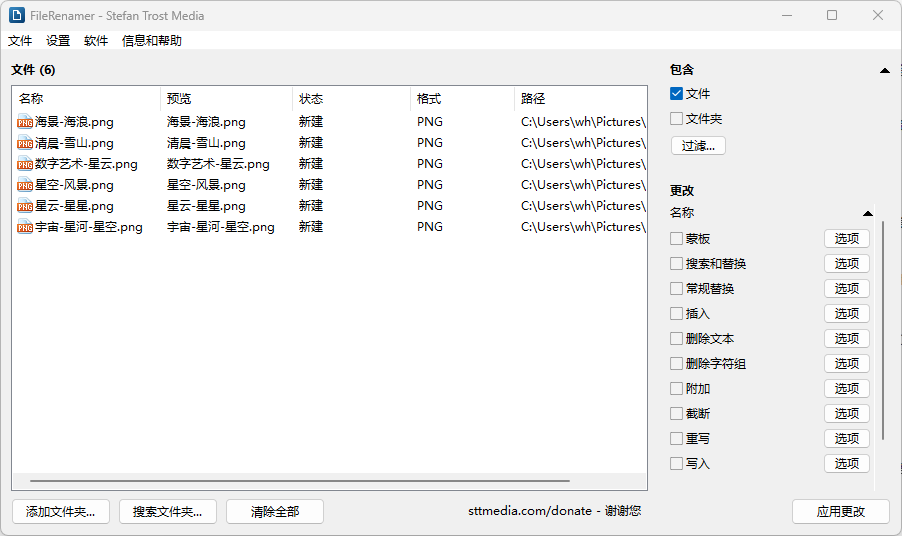 FileRenamer - Stefan Trost Media
文件 设置 软件 信息和帮助
文件 (6)
名称 预览 状态 格式 路径
PNG 海景-海浪.png 海景-海浪.png 新建 PNG C:\Users\wh\Pictures\
PNG 清晨-雪山.png 清晨-雪山.png 新建 PNG C:\Users\wh\Pictures\
PNG 数字艺术-星云.png 数字艺术-星云.png 新建 PNG C:\Users\wh\Pictures\
PNG 星空-风景.png 星空-风景.png 新建 PNG C:\Users\wh\Pictures\
PNG 星云-星星.png 星云-星星.png 新建 PNG C:\Users\wh\Pictures\
PNG 宇宙-星河-星空.png 宇宙-星河-星空.png 新建 PNG C:\Users\wh\Pictures\
包含
文件
文件夹
过滤...
更改
名称
蒙板 选项
搜索和替换 选项
常规替换 选项
插入 选项
删除文本 选项
删除字符组 选项
附加 选项
截断 选项
重写 选项
写入 选项
添加文件夹... 搜索文件夹... 清除全部 sttmedia.com/donate - 谢谢您 应用更改